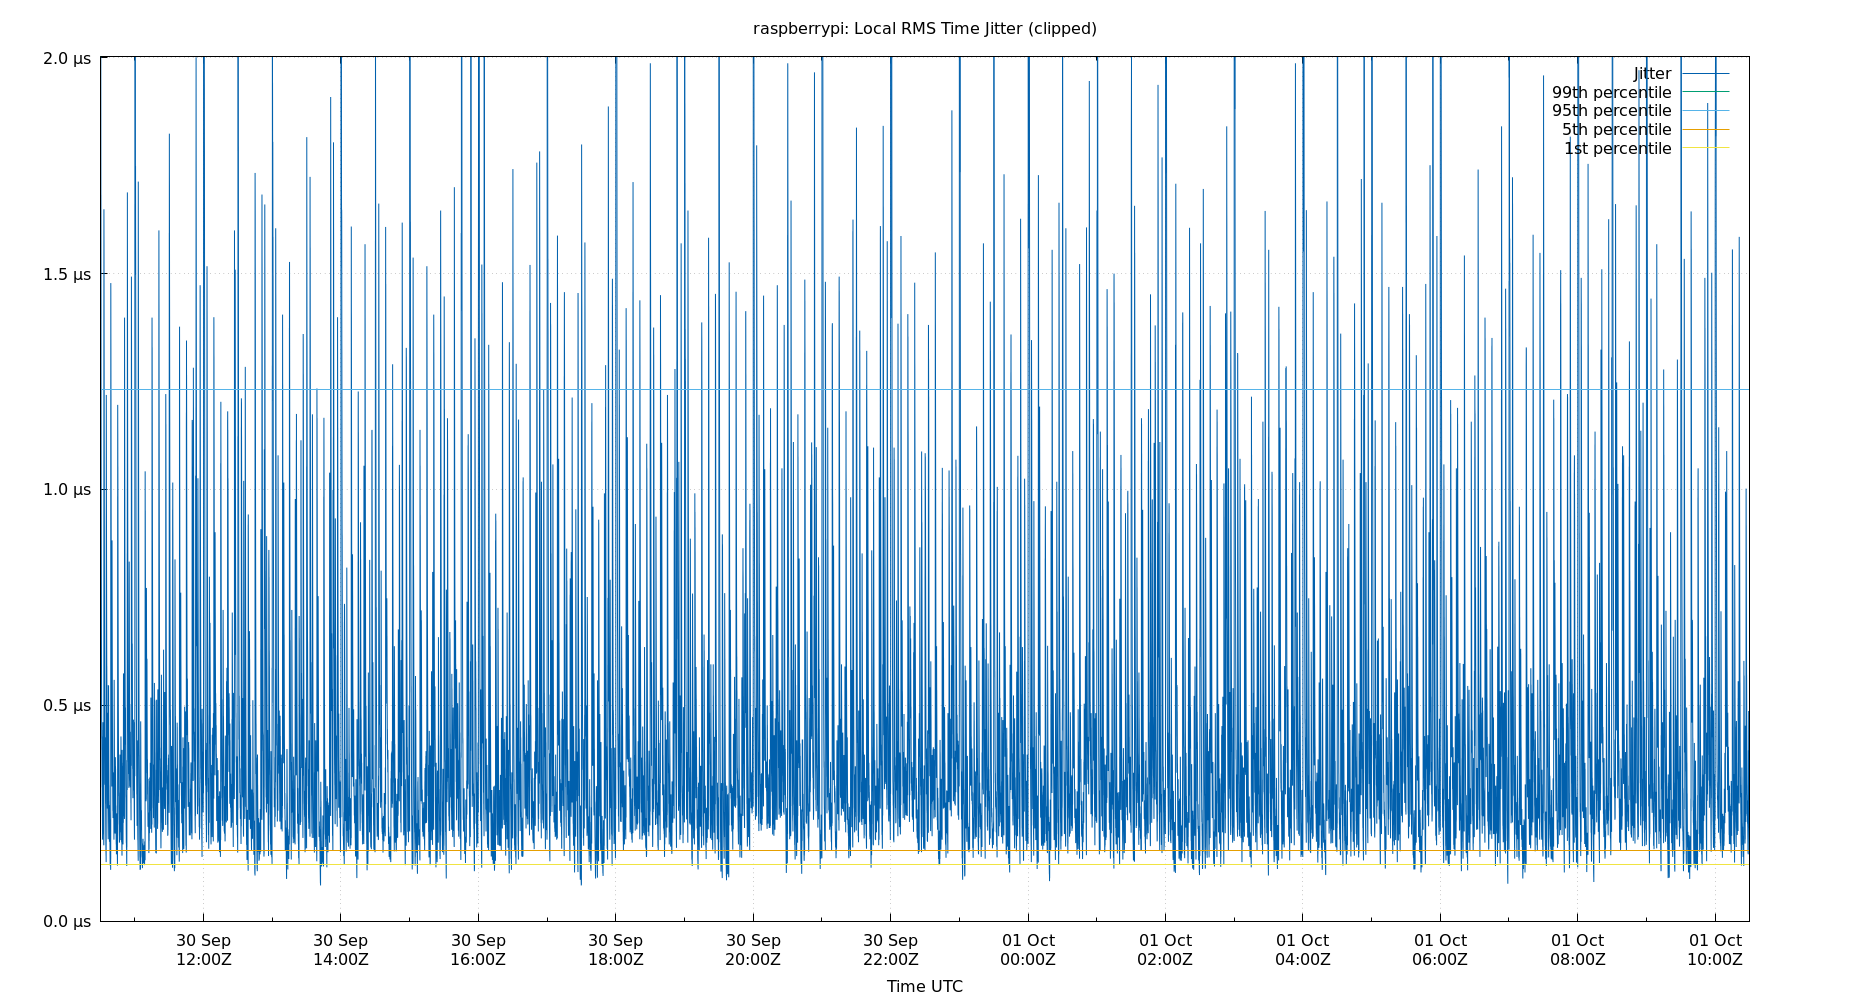 raspberrypi: Local RMS Time Jitter (clipped)
2.0 µs
1.5 µs
1.0 µs
0.5 µs
0.0 µs
Jitter
99th percentile
95th percentile
5th percentile
1st percentile
30 Sep 30 Sep 30 Sep 30 Sep 30 Sep 30 Sep 01 Oct 01 Oct 01 Oct 01 Oct 01 Oct 01 Oct
12:00Z 14:00Z 16:00Z 18:00Z 20:00Z 22:00Z 00:00Z 02:00Z 04:00Z 06:00Z 08:00Z 10:00Z
Time UTC